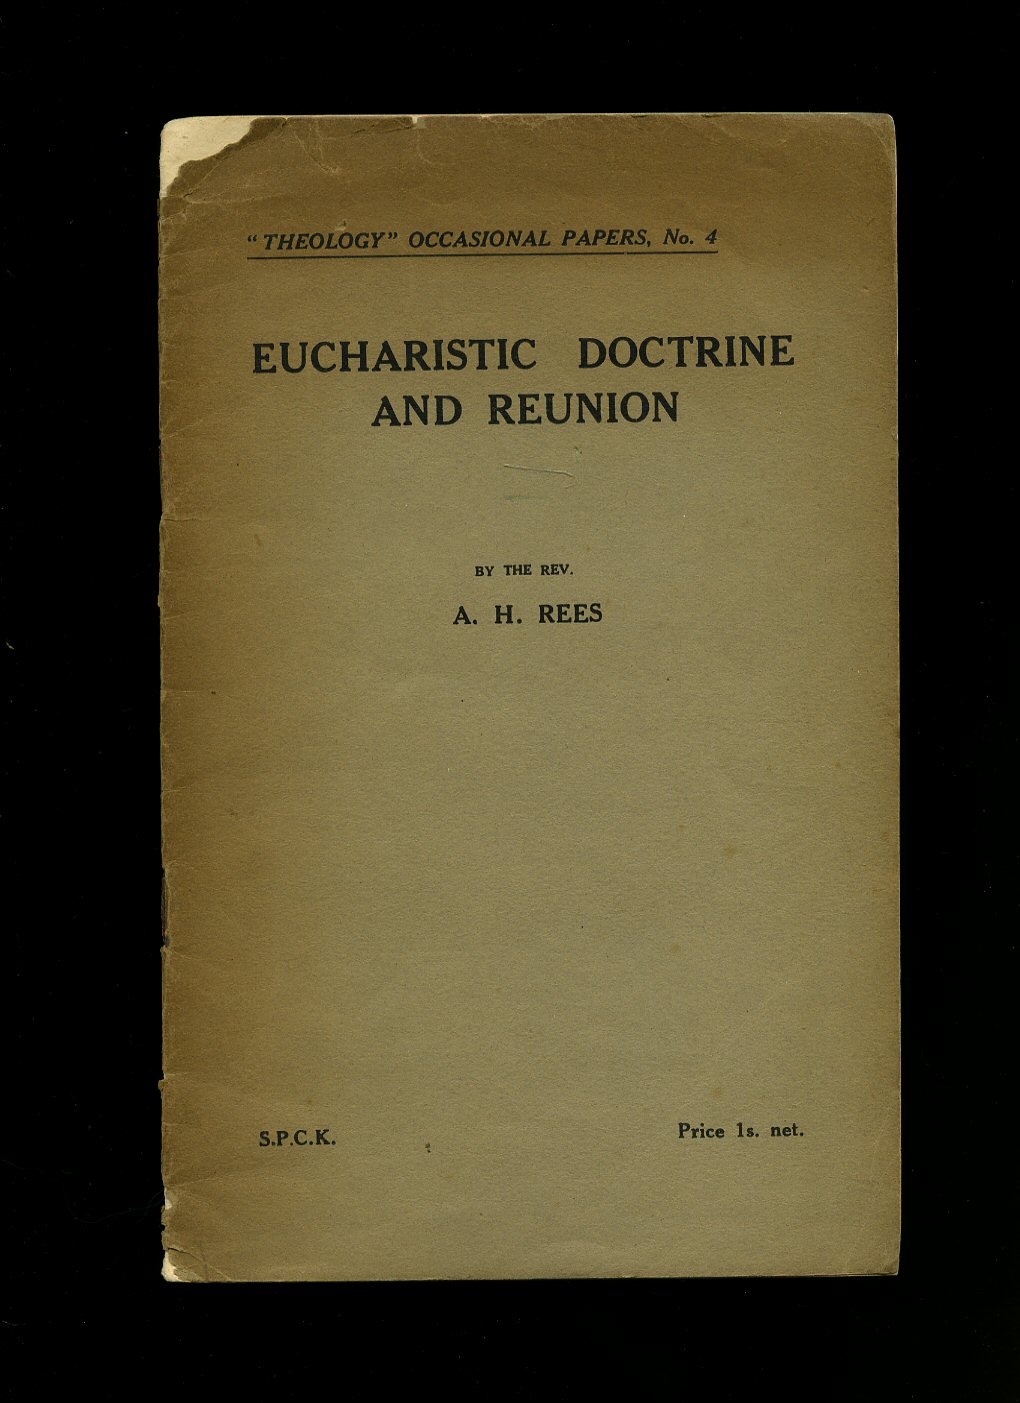 “THEOLOGY” OCCASIONAL PAPERS, No. 4
EUCHARISTIC DOCTRINE
AND REUNION
BY THE REV.
A. H. REES
S.P.C.K.
Price 1s. net.